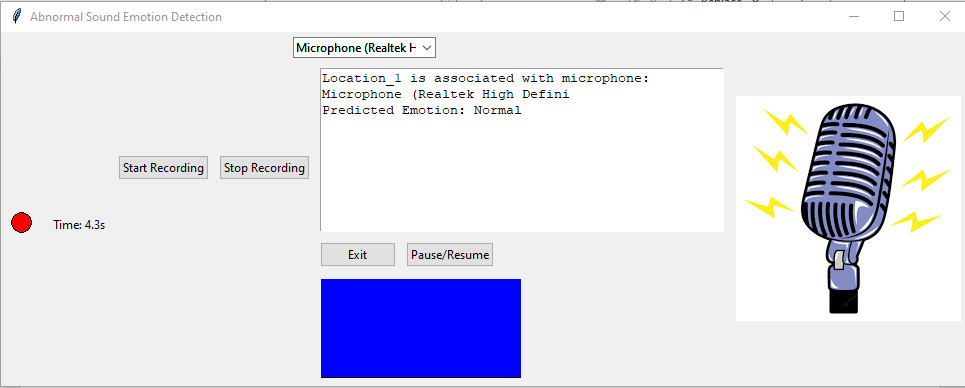 Abnormal Sound Emotion Detection
Microphone (Realtek H
Location_1 is associated with microphone:
Microphone (Realtek High Defini
Predicted Emotion: Normal
Start Recording
Stop Recording
Time: 4.3s
Exit
Pause/Resume